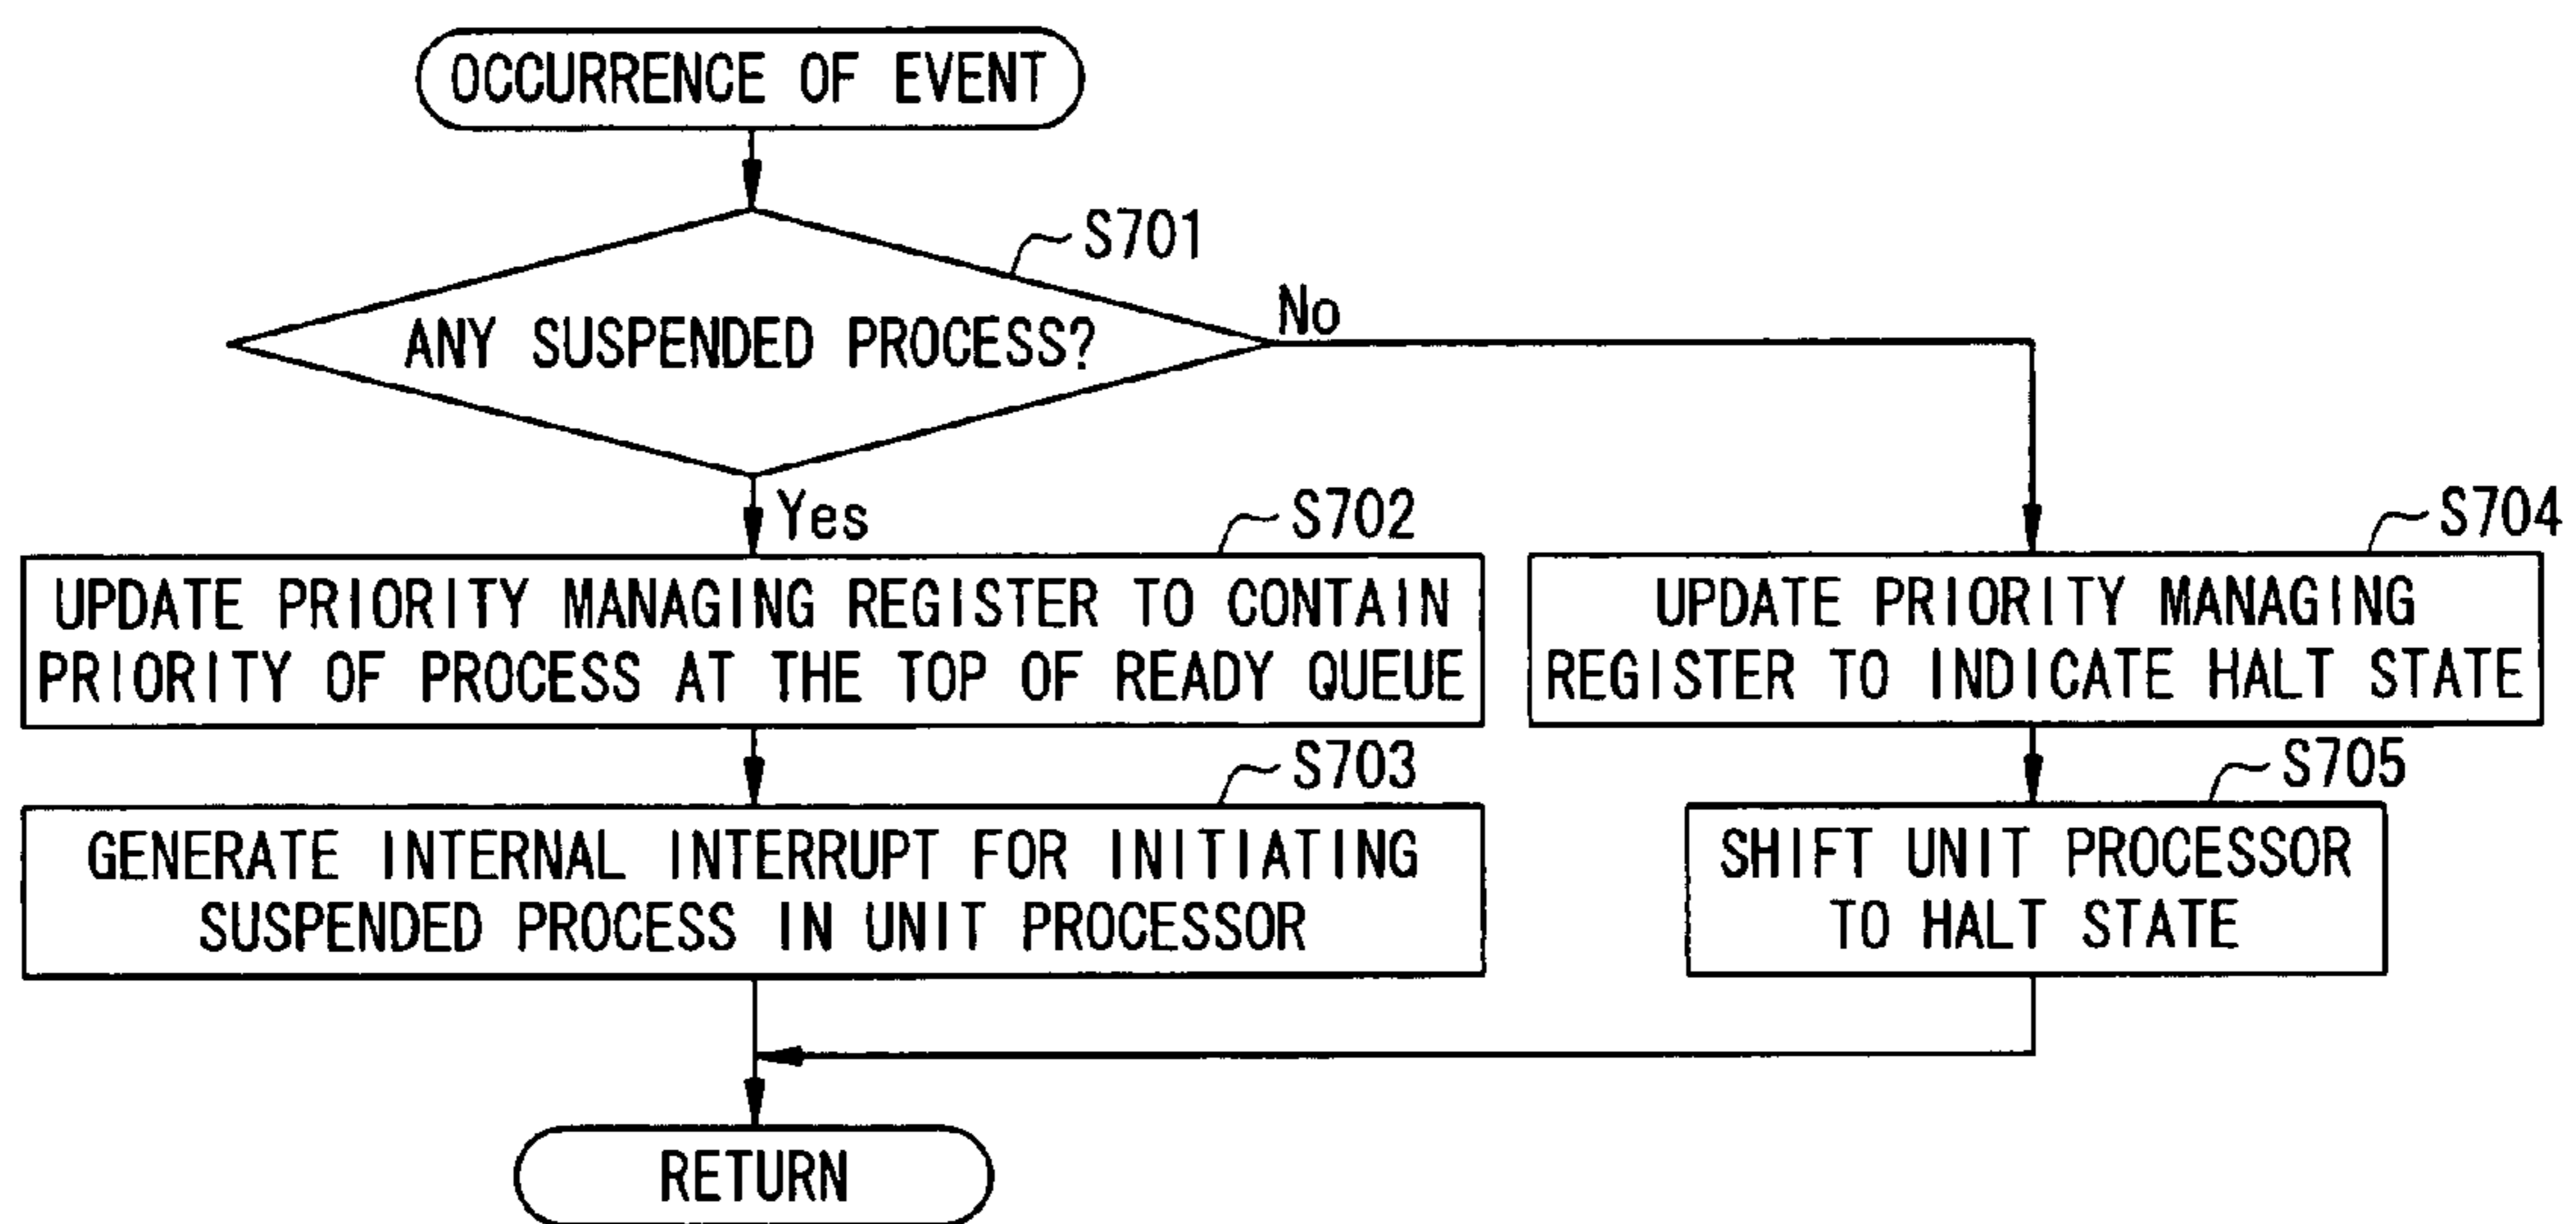 OCCURRENCE OF EVENT
S701
ANY SUSPENDED PROCESS?
No
Yes
S702
UPDATE PRIORITY MANAGING REGISTER TO CONTAIN
PRIORITY OF PROCESS AT THE TOP OF READY QUEUE
S704
UPDATE PRIORITY MANAGING
REGISTER TO INDICATE HALT STATE
S703
GENERATE INTERNAL INTERRUPT FOR INITIATING
SUSPENDED PROCESS IN UNIT PROCESSOR
S705
SHIFT UNIT PROCESSOR
TO HALT STATE
RETURN